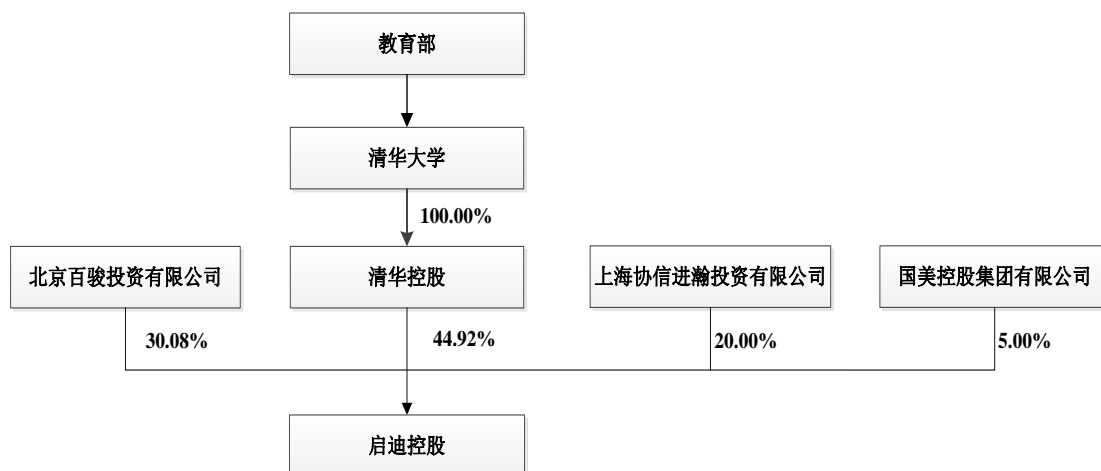 教育部
清华大学
100.00%
北京百骏投资有限公司
清华控股
上海协信进瀚投资有限公司
国美控股集团有限公司
30.08%
44.92%
20.00%
5.00%
启迪控股